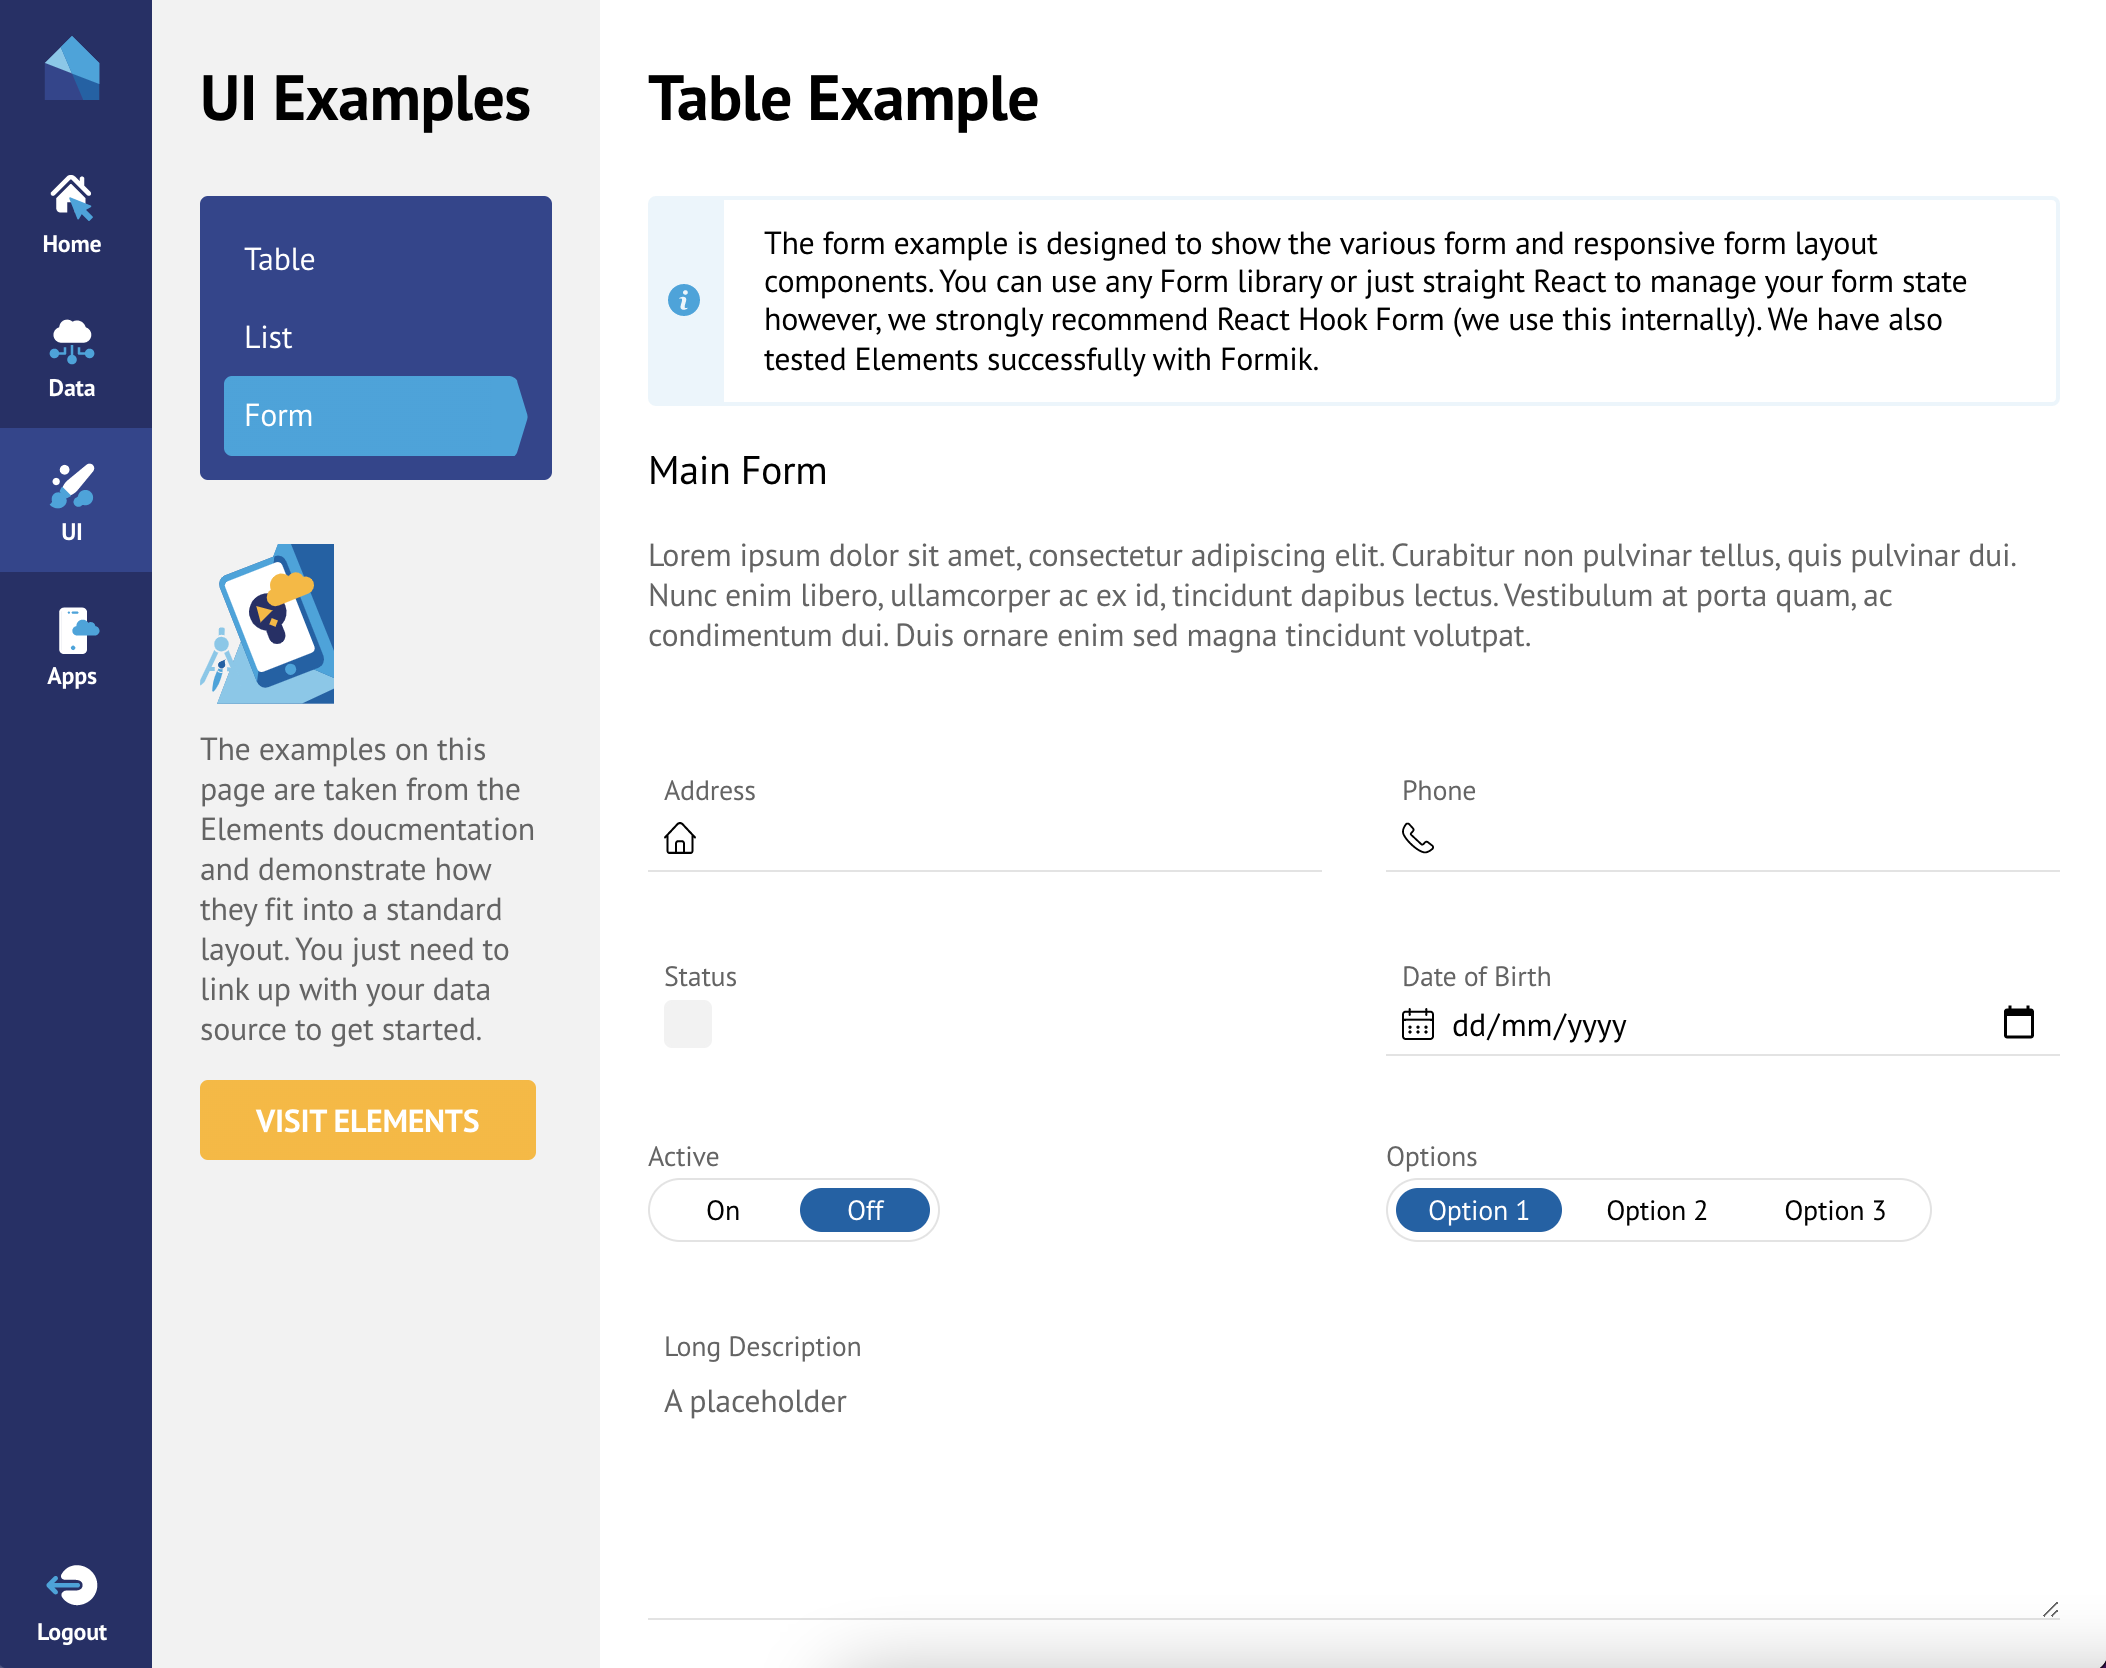 Home
Data
UI
Apps
Logout
UI Examples
Table
List
Form
The examples on this
page are taken from the
Elements doucmentation
and demonstrate how
they fit into a standard
layout. You just need to
link up with your data
source to get started.
VISIT ELEMENTS
Table Example
The form example is designed to show the various form and responsive form layout
components. You can use any Form library or just straight React to manage your form state
however, we strongly recommend React Hook Form (we use this internally). We have also
tested Elements successfully with Formik.
Main Form
Lorem ipsum dolor sit amet, consectetur adipiscing elit. Curabitur non pulvinar tellus, quis pulvinar dui.
Nunc enim libero, ullamcorper ac ex id, tincidunt dapibus lectus. Vestibulum at porta quam, ac
condimentum dui. Duis ornare enim sed magna tincidunt volutpat.
Address
Phone
Status
Date of Birth
dd/mm/yyyy
Active
On Off
Options
Option 1 Option 2 Option 3
Long Description
A placeholder